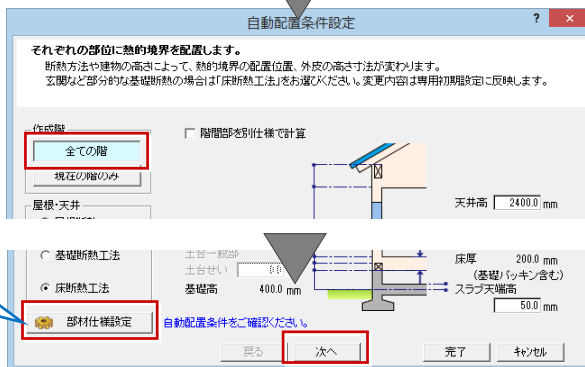 自動配置条件設定
?
×
それぞれの部位に熱的境界を配置します。
断熱方法や建物の高さによって、熱的境界の配置位置、外皮の高さ寸法が変わります。
玄関など部分的な基礎断熱の場合は「床断熱工法」をお選びください。変更内容は専用初期設定に反映します。
作成階
階間部を別仕様で計算
全ての階
現在の階のみ
天井高 2400.0 mm
屋根・天井
基礎断熱工法
土台一般部
床厚 200.0 mm
土台せい
(基礎パッキン含む)
床断熱工法
基礎高 400.0 mm
スラブ天端高
50.0 mm
部材仕様設定
自動配置条件をご確認ください。
戻る
次へ
完了
キャンセル